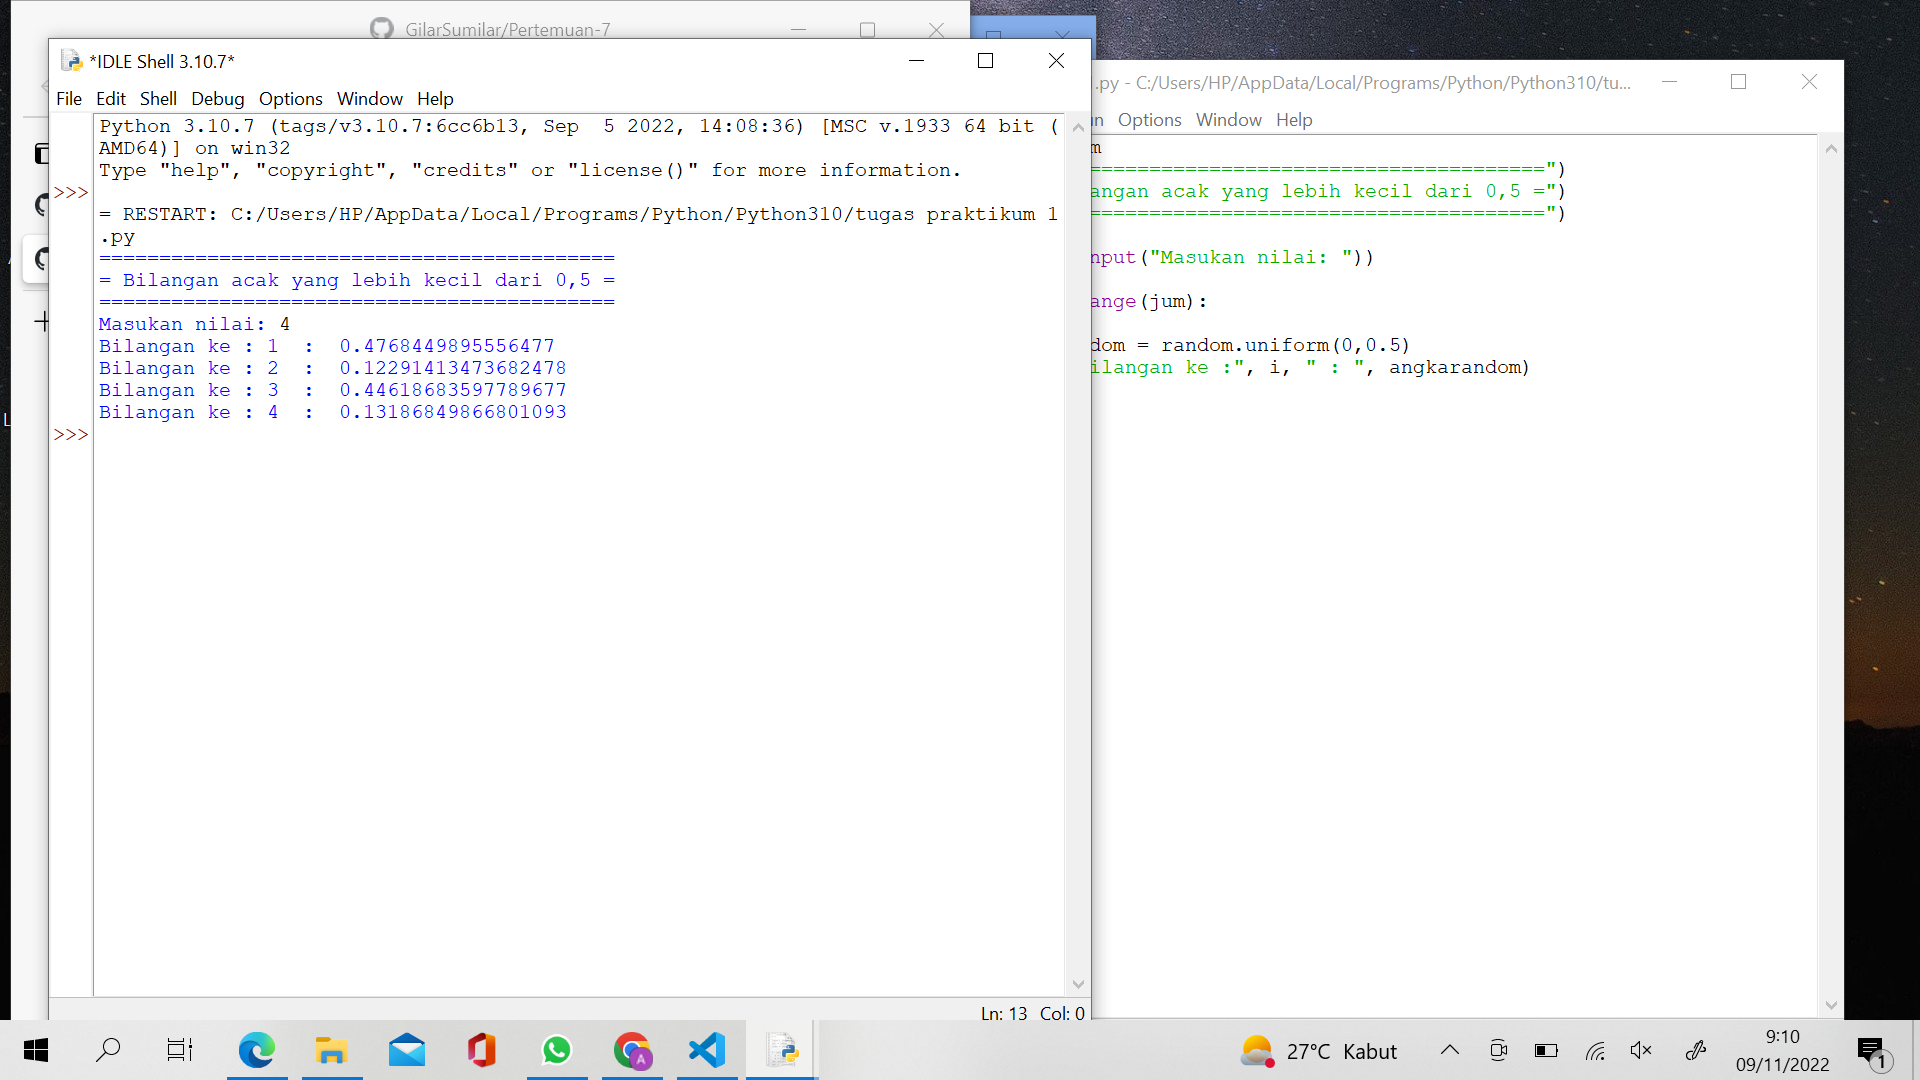 GilarSumilar/Pertemuan-7
*IDLE Shell 3.10.7*
File Edit Shell Debug Options Window Help
Python 3.10.7 (tags/v3.10.7:6cc6b13, Sep  5 2022, 14:08:36) [MSC v.1933 64 bit (
AMD64)] on win32
Type "help", "copyright", "credits" or "license()" for more information.
>>>
= RESTART: C:/Users/HP/AppData/Local/Programs/Python/Python310/tugas praktikum 1
.py
===========================================
= Bilangan acak yang lebih kecil dari 0,5 =
===========================================
Masukan nilai: 4
Bilangan ke : 1  :  0.4768449895556477
Bilangan ke : 2  :  0.12291413473682478
Bilangan ke : 3  :  0.44618683597789677
Bilangan ke : 4  :  0.13186849866801093
>>>
Ln: 13 Col: 0
.py - C:/Users/HP/AppData/Local/Programs/Python/Python310/tu...
n Options Window Help
m
======================================")
angan acak yang lebih kecil dari 0,5 =")
======================================")
nput("Masukan nilai: "))
ange(jum):
dom = random.uniform(0,0.5)
ilangan ke :", i, " : ", angkarandom)
L
A
27°C Kabut
9:10
09/11/2022
1